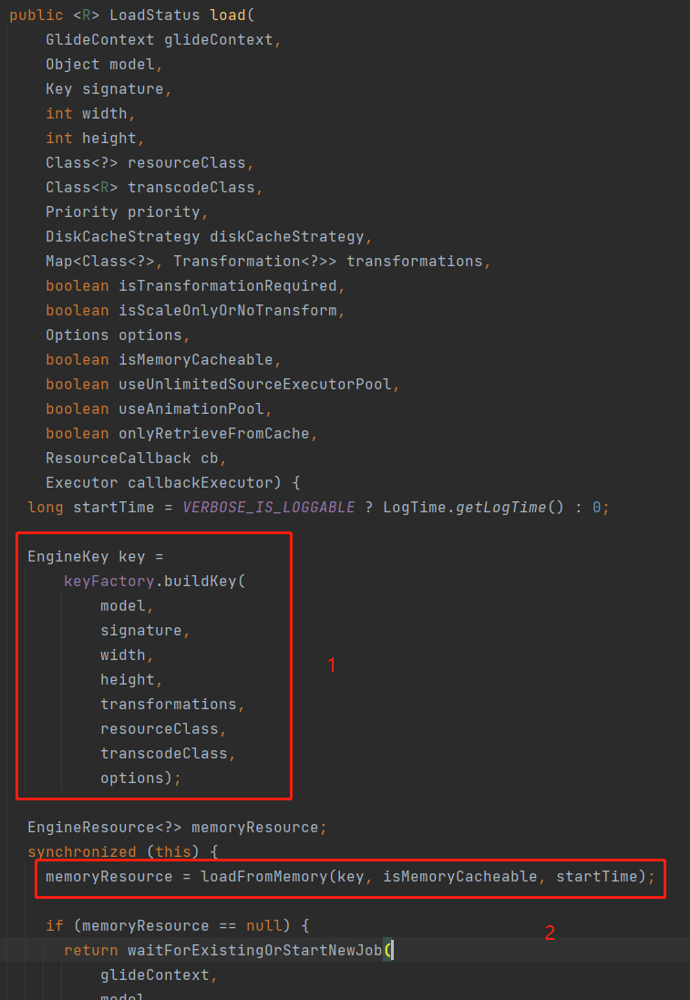 public <R> LoadStatus load(
GlideContext glideContext,
Object model,
Key signature,
int width,
int height,
Class<?> resourceClass,
Class<R> transcodeClass,
Priority priority,
DiskCacheStrategy diskCacheStrategy,
Map<Class<?>, Transformation<?>> transformations,
boolean isTransformationRequired,
boolean isScaleOnlyOrNoTransform,
Options options,
boolean isMemoryCacheable,
boolean useUnlimitedSourceExecutorPool,
boolean useAnimationPool,
boolean onlyRetrieveFromCache,
ResourceCallback cb,
Executor callbackExecutor) {
long startTime = VERBOSE_IS_LOGGABLE ? LogTime.getLogTime() : 0;
EngineKey key =
keyFactory.buildKey(
model,
signature,
width,
height,
transformations,
resourceClass,
transcodeClass,
options);
1
EngineResource<?> memoryResource;
synchronized (this) {
memoryResource = loadFromMemory(key, isMemoryCacheable, startTime);
if (memoryResource == null) {
2
return waitForExistingOrStartNewJob(
glideContext,
model